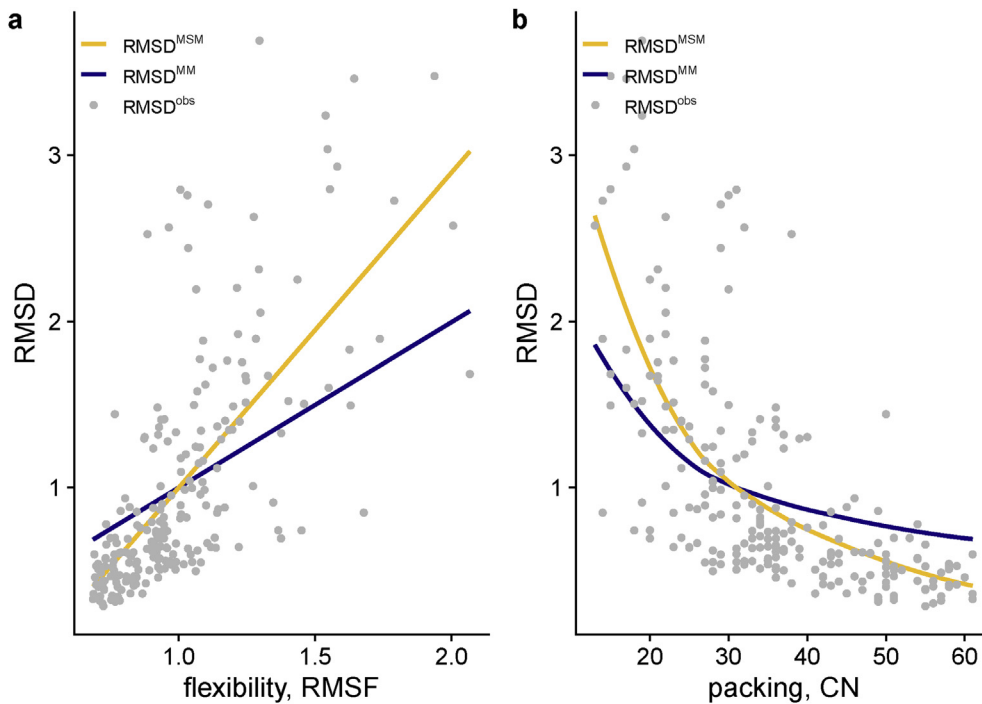 a
RMSD^MSM
RMSD^MM
RMSD^obs
3
2
1
RMSD
1.0 1.5 2.0
flexibility, RMSF
b
RMSD^MSM
RMSD^MM
RMSD^obs
3
2
1
RMSD
20 30 40 50 60
packing, CN